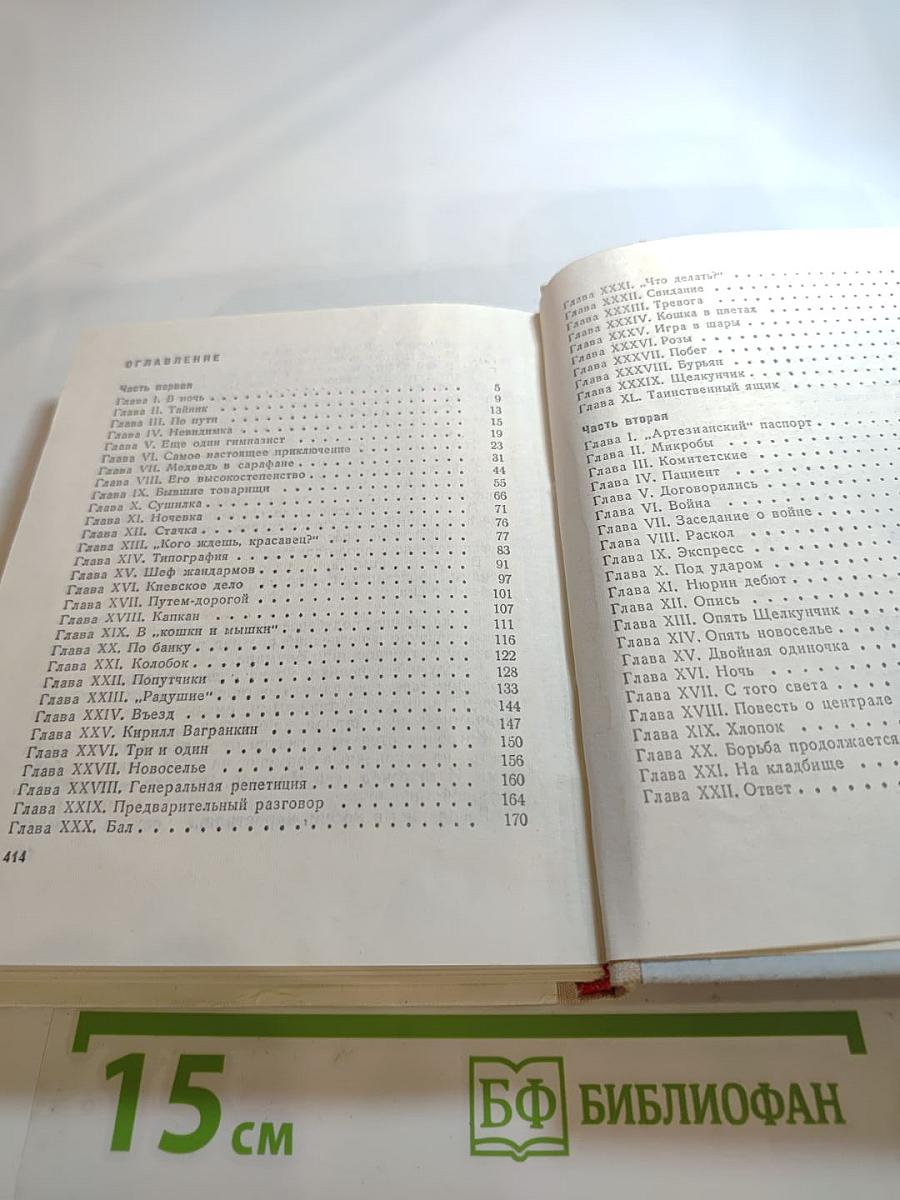 ОГЛАВЛЕНИЕ
Часть первая
Глава I. В ночь . . . . . . . . . . . . . . . . . . . . 5
Глава II. Тайник . . . . . . . . . . . . . . . . . . . . 9
Глава III. По пути . . . . . . . . . . . . . . . . . . . . 13
Глава IV. Невидимка . . . . . . . . . . . . . . . . . . . . 15
Глава V. Еще один гимназист . . . . . . . . . . . . . . . 19
Глава VI. Самое настоящее приключение . . . . . . . . . . 23
Глава VII. Медведь в сарафане . . . . . . . . . . . . . . . 31
Глава VIII. Его высокостепенство . . . . . . . . . . . . . . . 44
Глава IX. Бывшие товарищи . . . . . . . . . . . . . . . 55
Глава X. Сушилка . . . . . . . . . . . . . . . . . . . . 66
Глава XI. Ночевка . . . . . . . . . . . . . . . . . . . . 71
Глава XII. Стачка . . . . . . . . . . . . . . . . . . . . 76
Глава XIII. „Кого ждешь, красавец?“ . . . . . . . . . . . . 77
Глава XIV. Типография . . . . . . . . . . . . . . . . . . 83
Глава XV. Шеф жандармов . . . . . . . . . . . . . . . . . 91
Глава XVI. Киевское дело . . . . . . . . . . . . . . . . . 97
Глава XVII. Путем-дорогой . . . . . . . . . . . . . . . . . 101
Глава XVIII. Капкан . . . . . . . . . . . . . . . . . . . 107
Глава XIX. В „кошки и мышки“ . . . . . . . . . . . . . . . 111
Глава XX. По банку . . . . . . . . . . . . . . . . . . . 116
Глава XXI. Колобок . . . . . . . . . . . . . . . . . . . 122
Глава XXII. Попутчики . . . . . . . . . . . . . . . . . . 128
Глава XXIII. „Радушие“ . . . . . . . . . . . . . . . . . . 133
Глава XXIV. Въезд . . . . . . . . . . . . . . . . . . . 144
Глава XXV. Кирилл Вагранкин . . . . . . . . . . . . . . . 147
Глава XXVI. Три и один . . . . . . . . . . . . . . . . . 150
Глава XXVII. Новоселье . . . . . . . . . . . . . . . . . 156
Глава XXVIII. Генеральная репетиция . . . . . . . . . . . 160
Глава XXIX. Предварительный разговор . . . . . . . . . . 164
Глава XXX. Бал . . . . . . . . . . . . . . . . . . . . 170
414
Глава XXXI. „Что делать?“ . . . . . . . . . .
Глава XXXII. Свидание . . . . . . . . . .
Глава XXXIII. Тревога . . . . . . . . . .
Глава XXXIV. Кошка в цветах . . . . . . . . . .
Глава XXXV. Игра в шары . . . . . . . . . .
Глава XXXVI. Розы . . . . . . . . . .
Глава XXXVII. Побег . . . . . . . . . .
Глава XXXVIII. Бурьян . . . . . . . . . .
Глава XXXIX. Щелкунчик . . . . . . . . . .
Глава XL. Таинственный ящик . . . . . . . .
Часть вторая
Глава I. „Артезианский“ паспорт . . . . . .
Глава II. Микробы . . . . . . . . . .
Глава III. Комитетские . . . . . . . . . .
Глава IV. Пациент . . . . . . . . . .
Глава V. Договорились . . . . . . . . . .
Глава VI. Война . . . . . . . . . .
Глава VII. Заседание о войне . . . . . . .
Глава VIII. Раскол . . . . . . . . . .
Глава IX. Экспресс . . . . . . . . . .
Глава X. Под ударом . . . . . . . . . .
Глава XI. Нюрин дебют . . . . . . . .
Глава XII. Опись . . . . . . . . . .
Глава XIII. Опять Щелкунчик . . . . .
Глава XIV. Опять новоселье . . . . .
Глава XV. Двойная одиночка . . . .
Глава XVI. Ночь . . . . . . . . . .
Глава XVII. С того света . . . . . .
Глава XVIII. Повесть о централе
Глава XIX. Хлопок . . . . . . . .
Глава XX. Борьба продолжается.
Глава XXI. На кладбище . . . .
Глава XXII. Ответ . . . . . . .
15 см
БФ БИБЛИОФАН